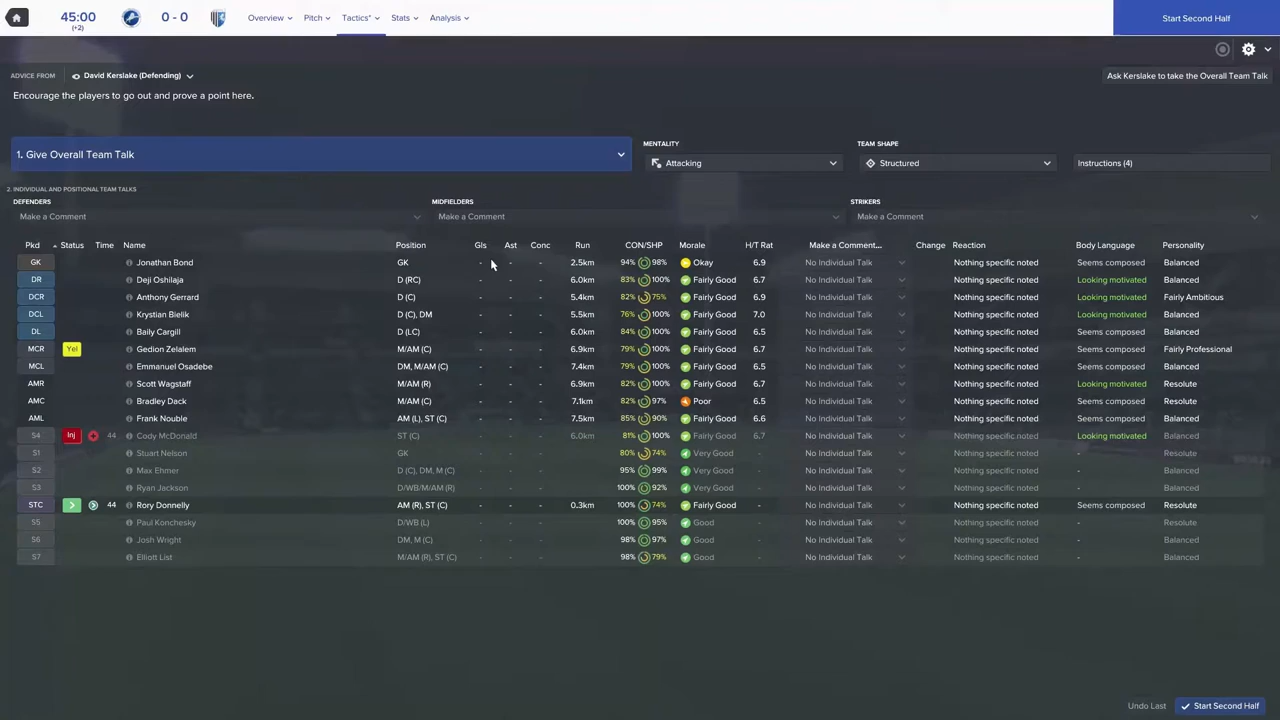 45:00 0 - 0 Overview Pitch Tactics* Stats Analysis Start Second Half
(+2)
ADVICE FROM David Kerslake (Defending) Ask Kerslake to take the Overall Team Talk
Encourage the players to go out and prove a point here.
MENTALITY TEAM SHAPE
1. Give Overall Team Talk Attacking Structured Instructions (4)
2. INDIVIDUAL AND POSITIONAL TEAM TALKS
DEFENDERS MIDFIELDERS STRIKERS
Make a Comment Make a Comment Make a Comment
Pkd Status Time Name Position Gls Ast Conc Run CON/SHP Morale H/T Rat Make a Comment... Change Reaction Body Language Personality
GK Jonathan Bond GK - - - 2.5km 94% 98% Okay 6.9 No Individual Talk Nothing specific noted Seems composed Balanced
DR Deji Oshilaja D (RC) - - - 6.0km 83% 100% Fairly Good 6.7 No Individual Talk Nothing specific noted Looking motivated Balanced
DCR Anthony Gerrard D (C) - - - 5.4km 82% 75% Fairly Good 6.9 No Individual Talk Nothing specific noted Looking motivated Fairly Ambitious
DCL Krystian Bielik D (C), DM - - - 5.5km 76% 100% Fairly Good 7.0 No Individual Talk Nothing specific noted Looking motivated Balanced
DL Baily Cargill D (LC) - - - 6.0km 84% 100% Fairly Good 6.5 No Individual Talk Nothing specific noted Seems composed Balanced
MCR Yel Gedion Zelalem M/AM (C) - - - 6.9km 79% 100% Fairly Good 6.7 No Individual Talk Nothing specific noted Seems composed Fairly Professional
MCL Emmanuel Osadebe DM, M/AM (C) - - - 7.4km 79% 100% Fairly Good 6.5 No Individual Talk Nothing specific noted Seems composed Balanced
AMR Scott Wagstaff M/AM (R) - - - 6.9km 82% 100% Fairly Good 6.7 No Individual Talk Nothing specific noted Looking motivated Resolute
AMC Bradley Dack M/AM (C) - - - 7.1km 82% 97% Poor 6.5 No Individual Talk Nothing specific noted Seems composed Resolute
AML Frank Nouble AM (L), ST (C) - - - 7.5km 85% 90% Fairly Good 6.6 No Individual Talk Nothing specific noted Seems composed Balanced
S4 Inj 44 Cody McDonald ST (C) - - - 6.0km 81% 100% Fairly Good 6.7 No Individual Talk Nothing specific noted Looking motivated Balanced
S1 Stuart Nelson GK - - - 80% 74% Very Good - No Individual Talk Nothing specific noted - Resolute
S2 Max Ehmer D (C), DM, M (C) - - - 95% 99% Very Good - No Individual Talk Nothing specific noted - Balanced
S3 Ryan Jackson D/WB/M/AM (R) - - - 100% 92% Very Good - No Individual Talk Nothing specific noted - Balanced
STC 44 Rory Donnelly AM (R), ST (C) - - - 0.3km 100% 74% Fairly Good - No Individual Talk Nothing specific noted Seems composed Resolute
S5 Paul Konchesky D/WB (L) - - - 100% 95% Good - No Individual Talk Nothing specific noted - Resolute
S6 Josh Wright DM, M (C) - - - 98% 97% Good - No Individual Talk Nothing specific noted - Balanced
S7 Elliott List M/AM (R), ST (C) - - - 98% 79% Good - No Individual Talk Nothing specific noted - Balanced
Undo Last Start Second Half